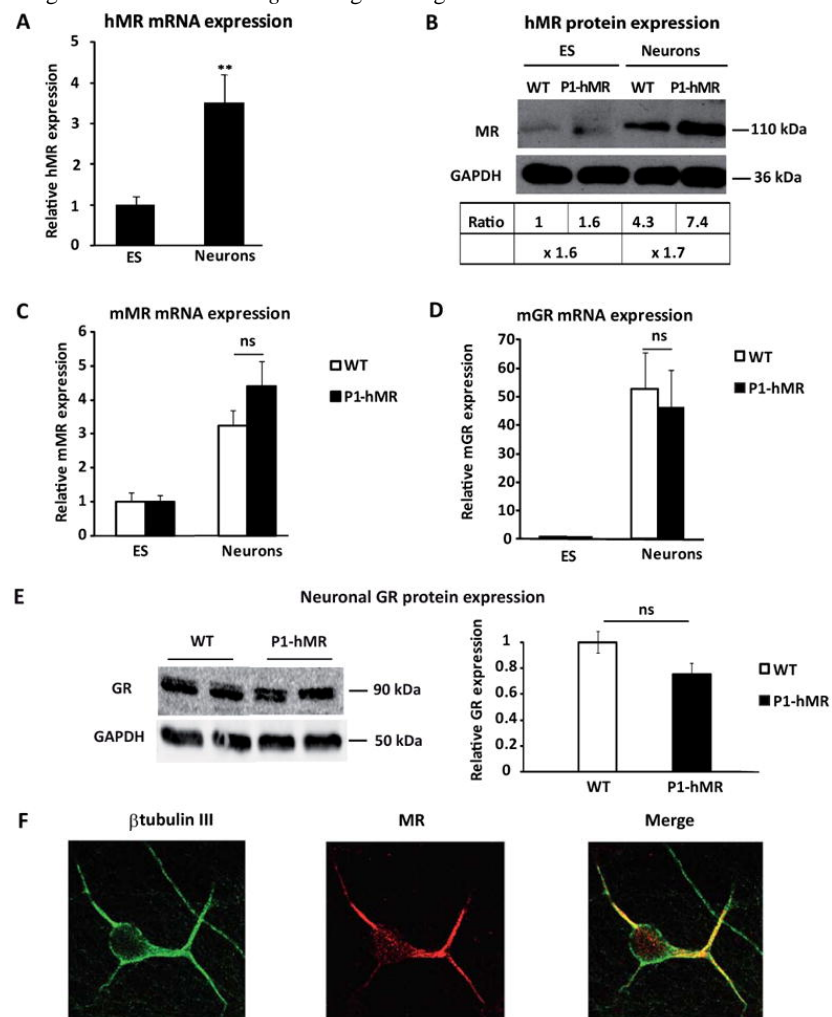 A
hMR mRNA expression
Relative hMR expression
5
4
3
2
1
0
**
ES
Neurons
B
hMR protein expression
ES
Neurons
WT P1-hMR WT P1-hMR
MR
110 kDa
GAPDH
36 kDa
Ratio 1 1.6 4.3 7.4
x 1.6 x 1.7
C
mMR mRNA expression
Relative mMR expression
6
5
4
3
2
1
0
ns
WT
P1-hMR
ES
Neurons
D
mGR mRNA expression
Relative mGR expression
70
60
50
40
30
20
10
0
ns
WT
P1-hMR
ES
Neurons
E
Neuronal GR protein expression
WT
P1-hMR
GR
90 kDa
GAPDH
50 kDa
Relative GR expression
1
0.8
0.6
0.4
0.2
0
ns
WT
P1-hMR
WT
P1-hMR
F
βtubulin III
MR
Merge